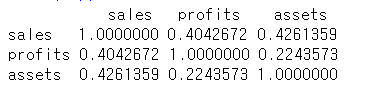 sales profits assets
sales 1.0000000 0.4042672 0.4261359
profits 0.4042672 1.0000000 0.2243573
assets 0.4261359 0.2243573 1.0000000